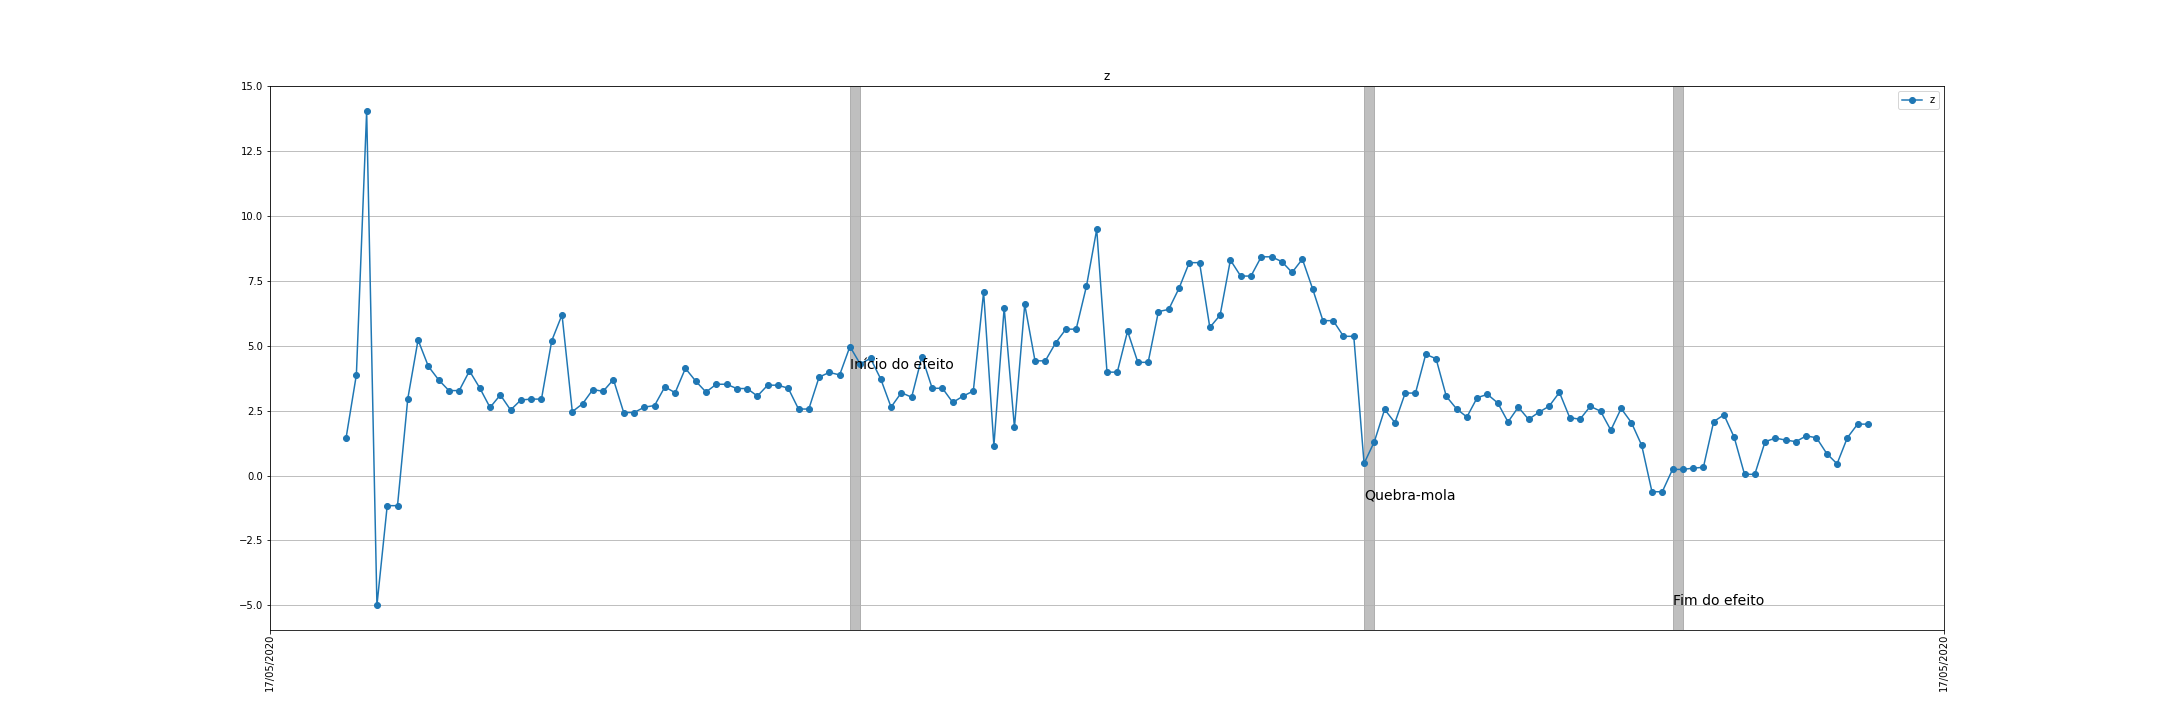 z
z
15.0
12.5
10.0
7.5
5.0
2.5
0.0
−2.5
−5.0
Início do efeito
Quebra-mola
Fim do efeito
17/05/2020
17/05/2020